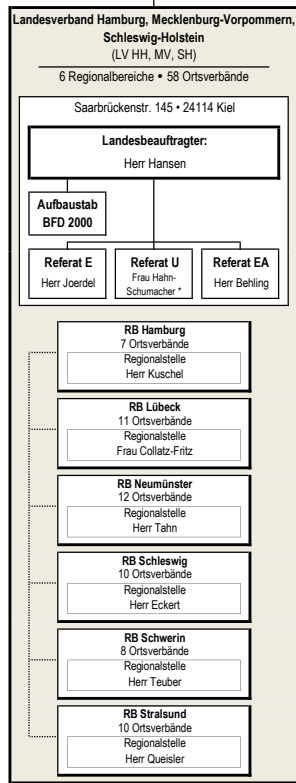 Landesverband Hamburg, Mecklenburg-Vorpommern,
Schleswig-Holstein
(LV HH, MV, SH)
6 Regionalbereiche • 58 Ortsverbände
Saarbrückenstr. 145 • 24114 Kiel
Landesbeauftragter:
Herr Hansen
Aufbaustab
BFD 2000
Referat E
Herr Joerdel
Referat U
Frau Hahn-
Schumacher *
Referat EA
Herr Behling
RB Hamburg
7 Ortsverbände
Regionalstelle
Herr Kuschel
RB Lübeck
11 Ortsverbände
Regionalstelle
Frau Collatz-Fritz
RB Neumünster
12 Ortsverbände
Regionalstelle
Herr Tahn
RB Schleswig
10 Ortsverbände
Regionalstelle
Herr Eckert
RB Schwerin
8 Ortsverbände
Regionalstelle
Herr Teuber
RB Stralsund
10 Ortsverbände
Regionalstelle
Herr Queisler